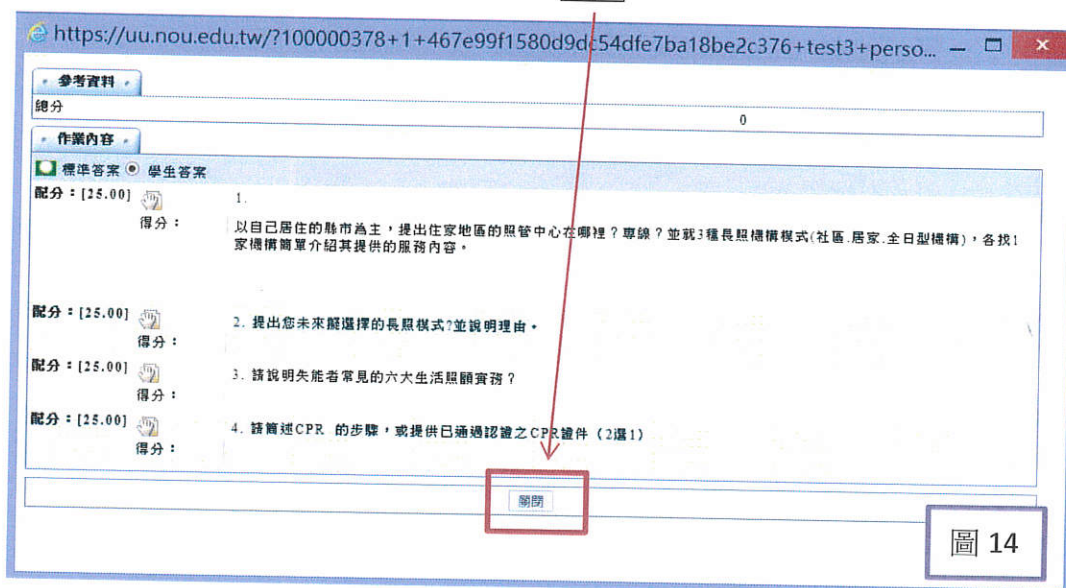 https://uu.nou.edu.tw/?100000378+1+467e99f1580d9dc54dfe7ba18be2c376+test3+perso...
參考資料
總分 0
作業內容
標準答案 學生答案
配分：[25.00] 1.
得分： 以自己居住的縣市為主，提出住家地區的照管中心在哪裡？專線？並就3種長照機構模式(社區.居家.全日型機構)，各找1
家機構簡單介紹其提供的服務內容。
配分：[25.00] 2. 提出您未來願選擇的長照模式?並說明理由。
得分：
配分：[25.00] 3. 請說明失能者常見的六大生活照顧實務？
得分：
配分：[25.00] 4. 請簡述CPR 的步驟，或提供已通過認證之CPR證件（2選1）
得分：
關閉
圖 14